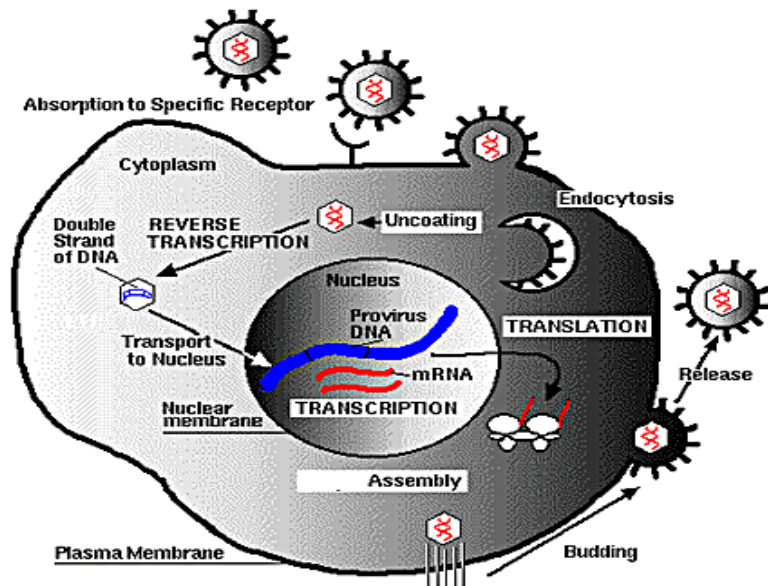 Absorption to Specific Receptor
Cytoplasm
Endocytosis
Double
Strand
of DNA
REVERSE
TRANSCRIPTION
Uncoating
Nucleus
Provirus
DNA
TRANSLATION
Transport
to Nucleus
mRNA
Release
Nuclear
membrane
TRANSCRIPTION
Assembly
Plasma Membrane
Budding